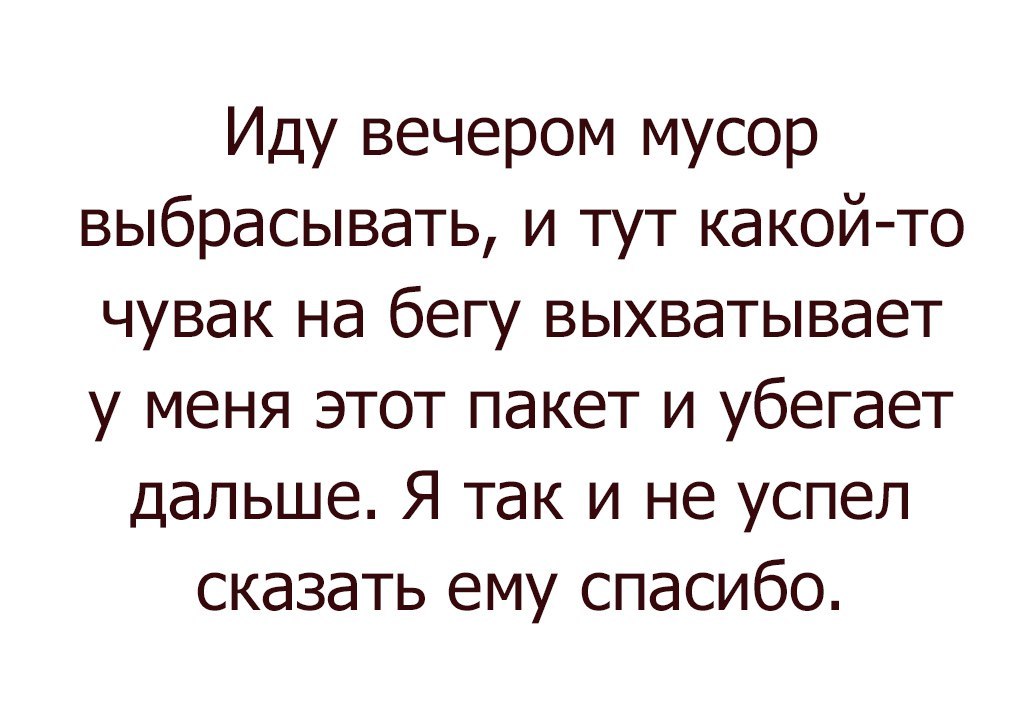 Иду вечером мусор
выбрасывать, и тут какой-то
чувак на бегу выхватывает
у меня этот пакет и убегает
дальше. Я так и не успел
сказать ему спасибо.